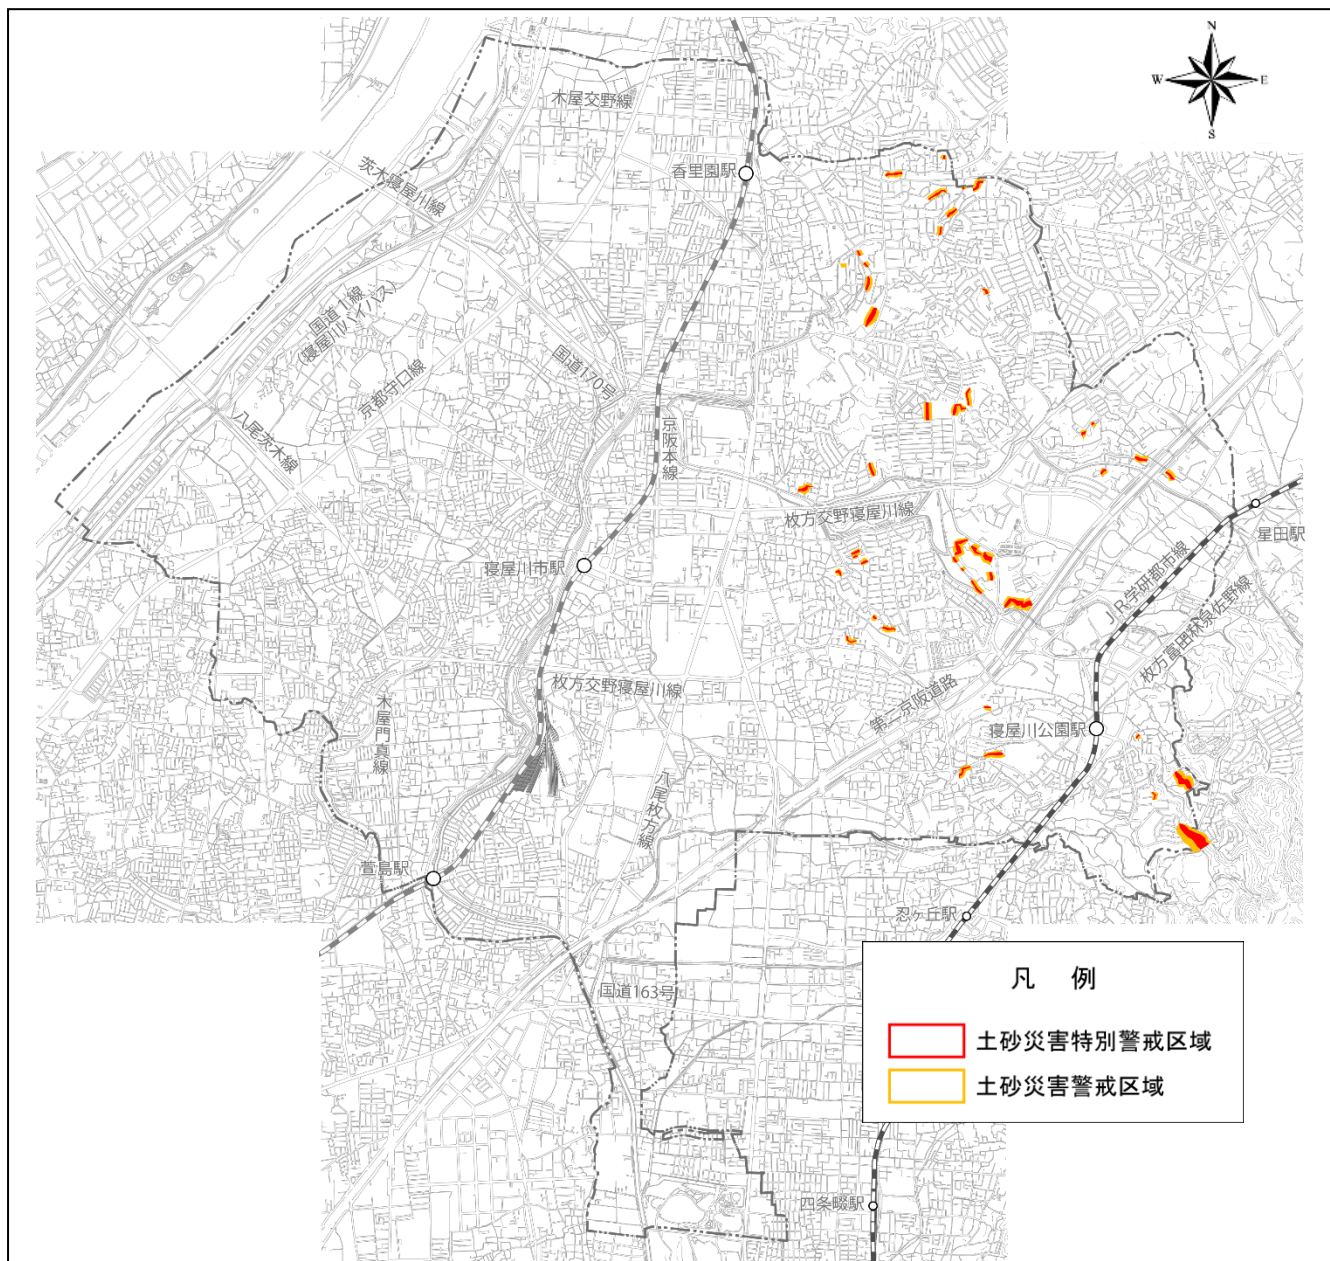 N
W
E
S
木屋交野線
香里園駅
茨木寝屋川線
国道1線
(寝屋川バイパス)
京都守口線
国道170号
八尾茨木線
京阪本線
枚方交野寝屋川線
星田駅
寝屋川市駅
JR学研都市線
枚方富田林泉佐野線
枚方交野寝屋川線
第二京阪道路
木屋門真線
寝屋川公園駅
八尾枚方線
萱島駅
忍ヶ丘駅
国道163号
四条畷駅
凡 例
土砂災害特別警戒区域
土砂災害警戒区域